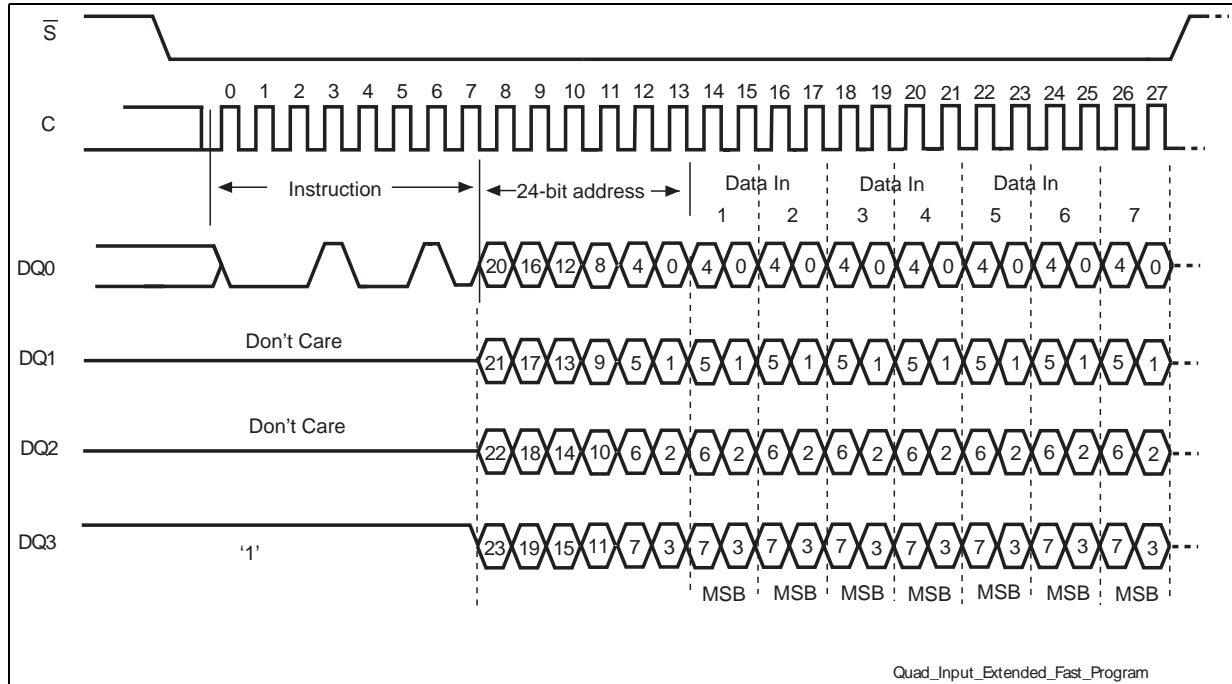 S
0 1 2 3 4 5 6 7 8 9 10 11 12 13 14 15 16 17 18 19 20 21 22 23 24 25 26 27
C
Instruction 24-bit address Data In Data In Data In
1 2 3 4 5 6 7
DQ0 20 16 12 8 4 0 4 0 4 0 4 0 4 0 4 0 4 0 4 0
Don't Care
DQ1 21 17 13 9 5 1 5 1 5 1 5 1 5 1 5 1 5 1 5 1
Don't Care
DQ2 22 18 14 10 6 2 6 2 6 2 6 2 6 2 6 2 6 2 6 2
DQ3 '1' 23 19 15 11 7 3 7 3 7 3 7 3 7 3 7 3 7 3 7 3
MSB MSB MSB MSB MSB MSB MSB
Quad_Input_Extended_Fast_Program